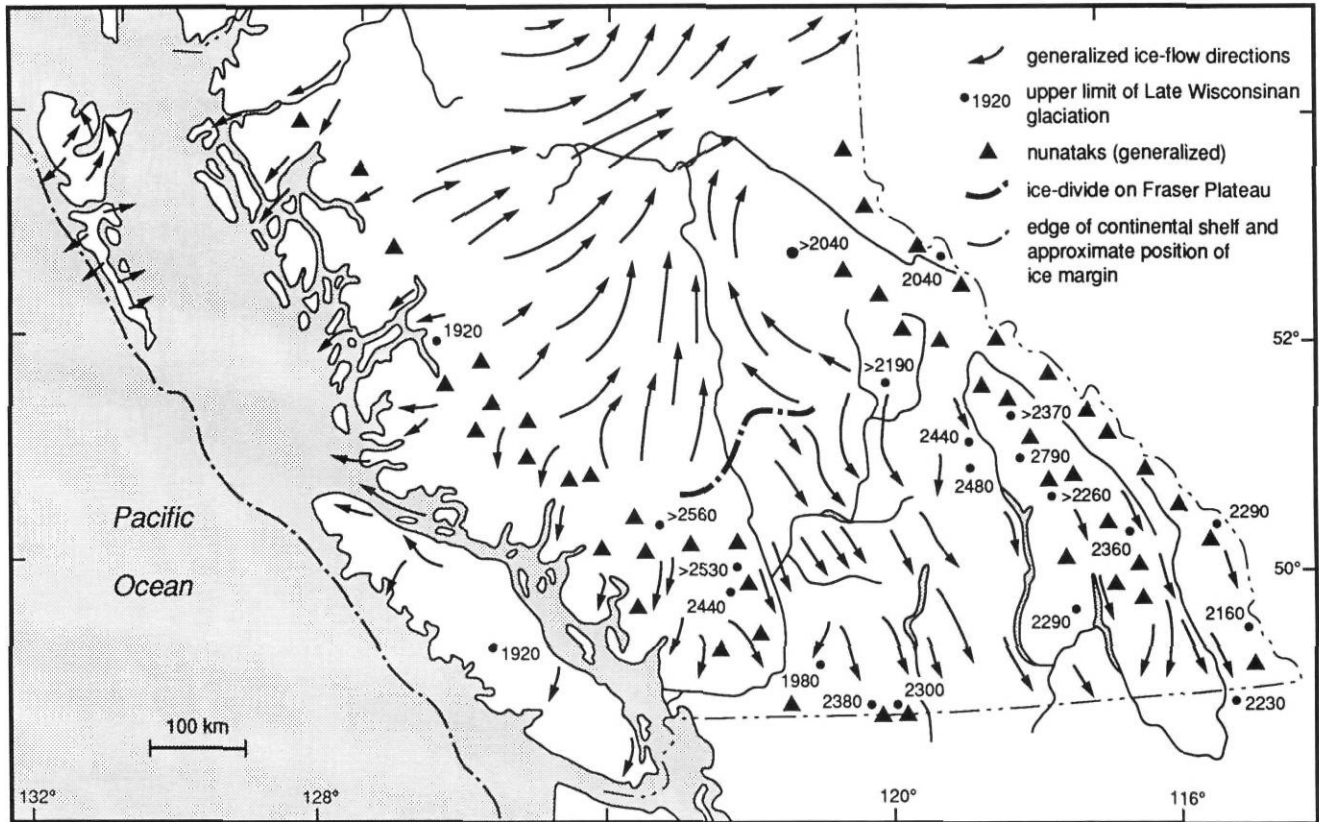 generalized ice-flow directions
1920
upper limit of Late Wisconsinan
glaciation
nunataks (generalized)
ice-divide on Fraser Plateau
edge of continental shelf and
approximate position of
ice margin
>2040
2040
1920
52°
>2190
>2370
2440
2790
2480
>2260
>2560
2290
2360
Pacific
Ocean
>2530
50°
2440
2290
2160
1920
1980
2380
2300
2230
100 km
132°
128°
120°
116°